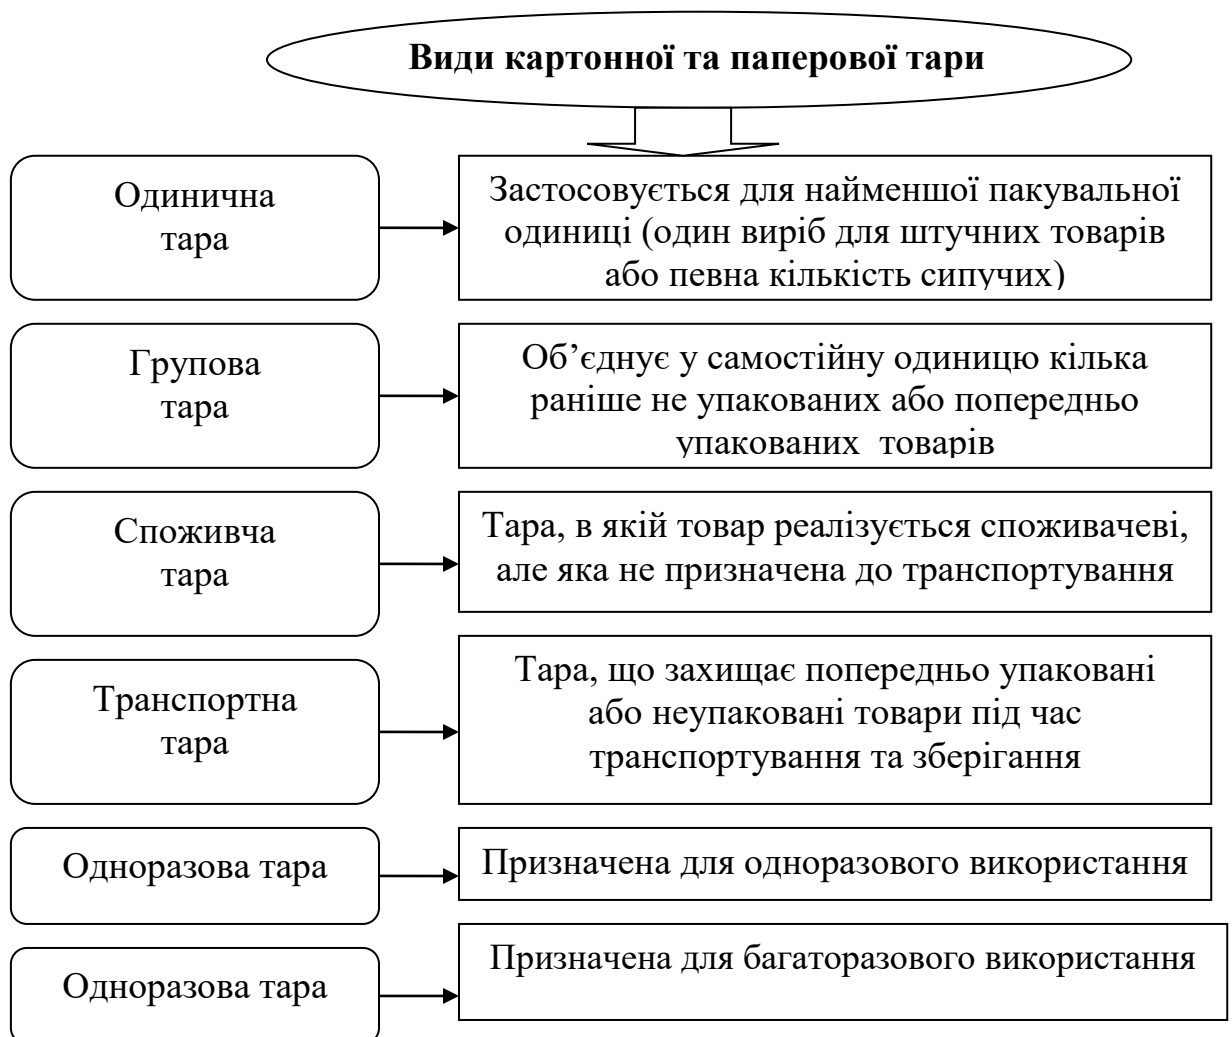 Види картонної та паперової тари
Одинична
тара
Застосовується для найменшої пакувальної
одиниці (один виріб для штучних товарів
або певна кількість сипучих)
Групова
тара
Об’єднує у самостійну одиницю кілька
раніше не упакованих або попередньо
упакованих товарів
Споживча
тара
Тара, в якій товар реалізується споживачеві,
але яка не призначена до транспортування
Транспортна
тара
Тара, що захищає попередньо упаковані
або неупаковані товари під час
транспортування та зберігання
Одноразова тара
Призначена для одноразового використання
Одноразова тара
Призначена для багаторазового використання